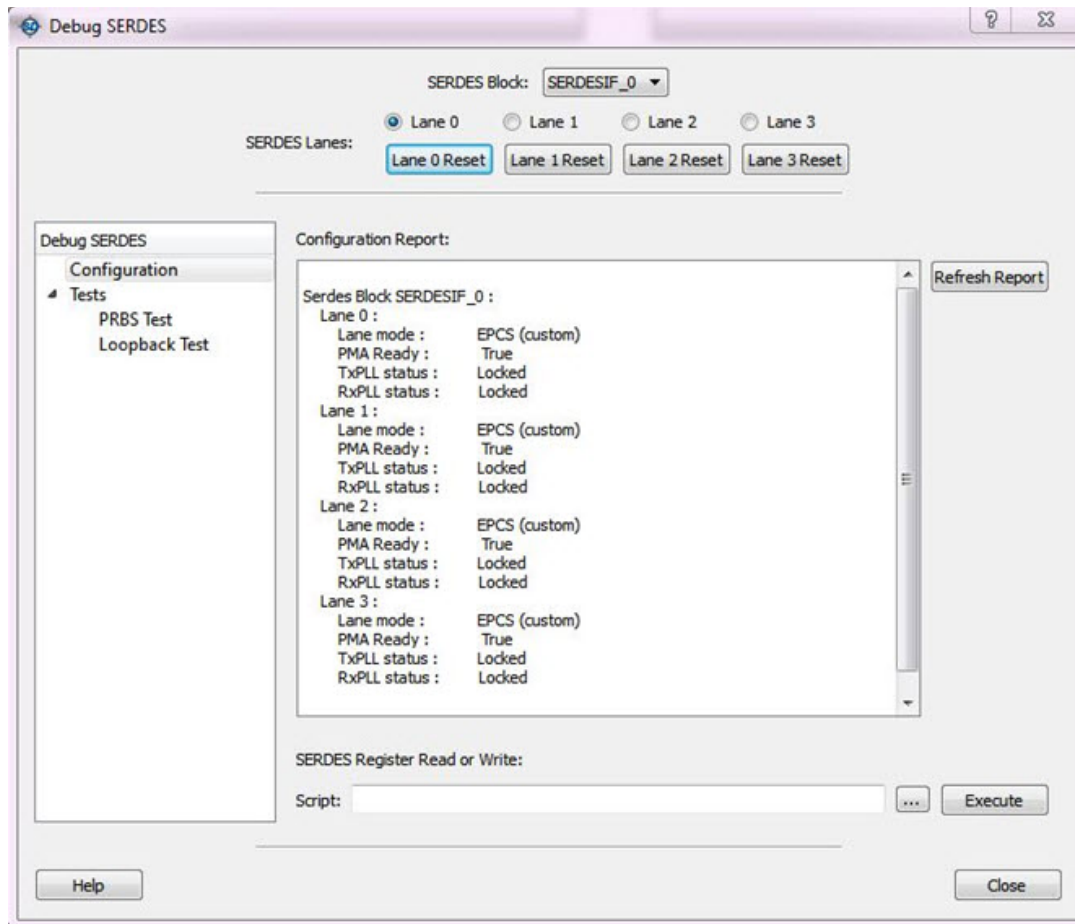 Debug SERDES
SERDES Block: SERDESIF_0
SERDES Lanes:
Lane 0 Lane 1 Lane 2 Lane 3
Lane 0 Reset Lane 1 Reset Lane 2 Reset Lane 3 Reset
Debug SERDES
Configuration
Tests
PRBS Test
Loopback Test
Configuration Report:
Refresh Report
Serdes Block SERDESIF_0 :
Lane 0 :
Lane mode : EPCS (custom)
PMA Ready : True
TxPLL status : Locked
RxPLL status : Locked
Lane 1 :
Lane mode : EPCS (custom)
PMA Ready : True
TxPLL status : Locked
RxPLL status : Locked
Lane 2 :
Lane mode : EPCS (custom)
PMA Ready : True
TxPLL status : Locked
RxPLL status : Locked
Lane 3 :
Lane mode : EPCS (custom)
PMA Ready : True
TxPLL status : Locked
RxPLL status : Locked
SERDES Register Read or Write:
Script: ... Execute
Help Close